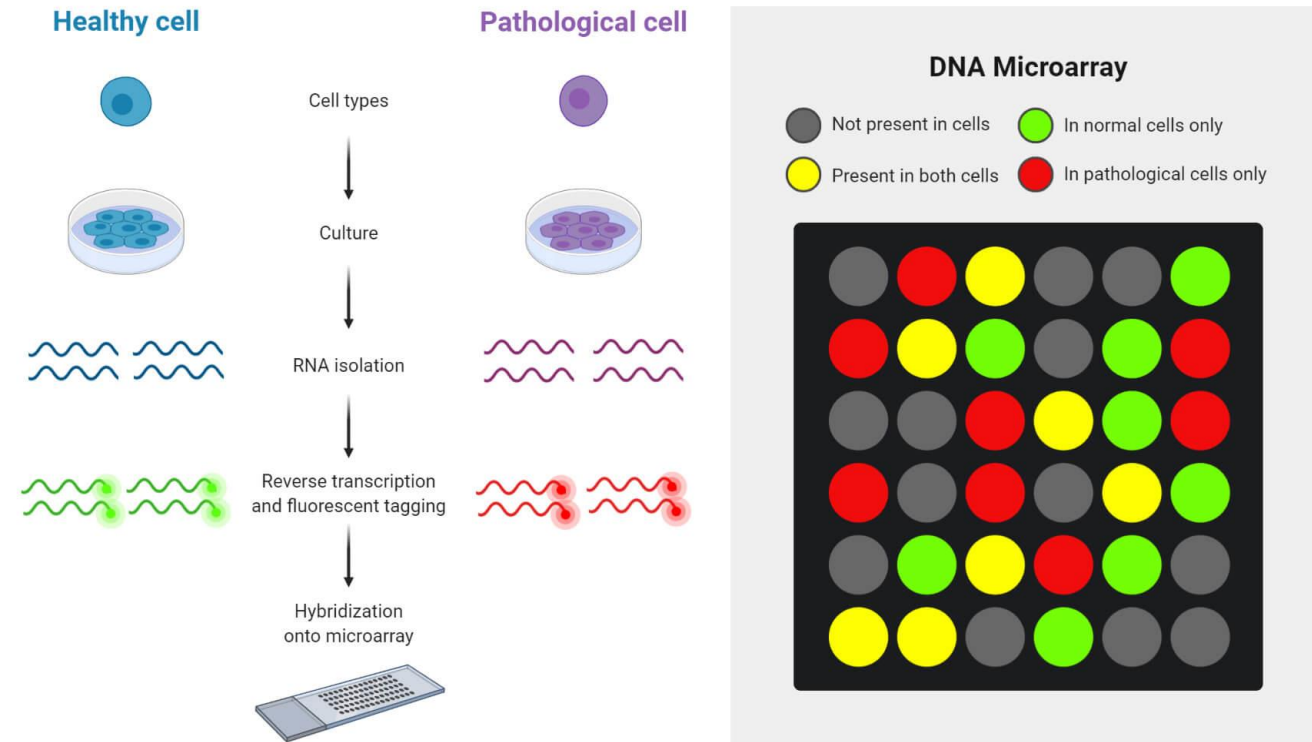 Healthy cell
Pathological cell
Cell types
Culture
RNA isolation
Reverse transcription
and fluorescent tagging
Hybridization
onto microarray
DNA Microarray
Not present in cells
In normal cells only
Present in both cells
In pathological cells only